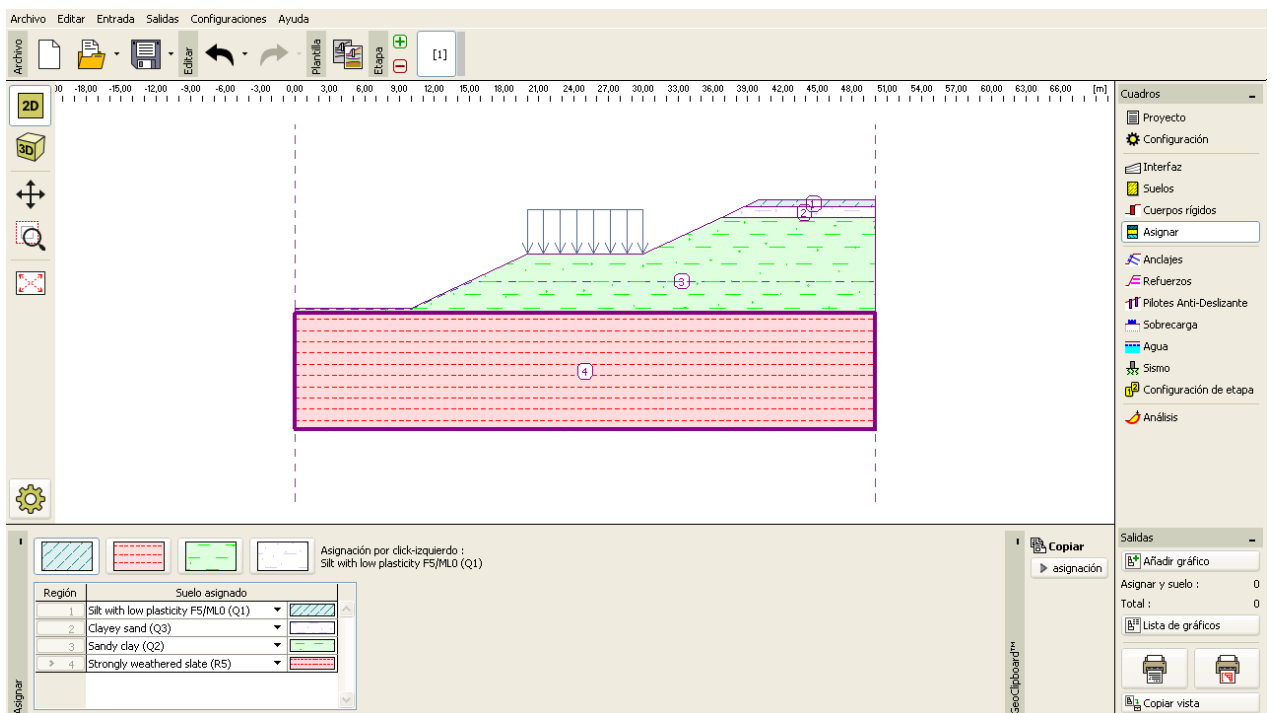 Archivo Editar Entrada Salidas Configuraciones Ayuda
Archivo
Editar
Plantilla
Etapa
[1]
-18,00 -15,00 -12,00 -9,00 -6,00 -3,00 0,00 3,00 6,00 9,00 12,00 15,00 18,00 21,00 24,00 27,00 30,00 33,00 36,00 39,00 42,00 45,00 48,00 51,00 54,00 57,00 60,00 63,00 66,00 [m]
2D
3D
1
2
3
4
Cuadros
Proyecto
Configuración
Interfaz
Suelos
Cuerpos rígidos
Asignar
Anclajes
Refuerzos
Pilotes Anti-Deslizante
Sobrecarga
Agua
Sismo
Configuración de etapa
Análisis
Asignación por click-izquierdo :
Silt with low plasticity F5/ML0 (Q1)
Región Suelo asignado
1 Silt with low plasticity F5/ML0 (Q1)
2 Clayey sand (Q3)
3 Sandy clay (Q2)
> 4 Strongly weathered slate (R5)
Asignar
GeoClipboard™
Copiar
asignación
Salidas
Añadir gráfico
Asignar y suelo : 0
Total : 0
Lista de gráficos
Copiar vista